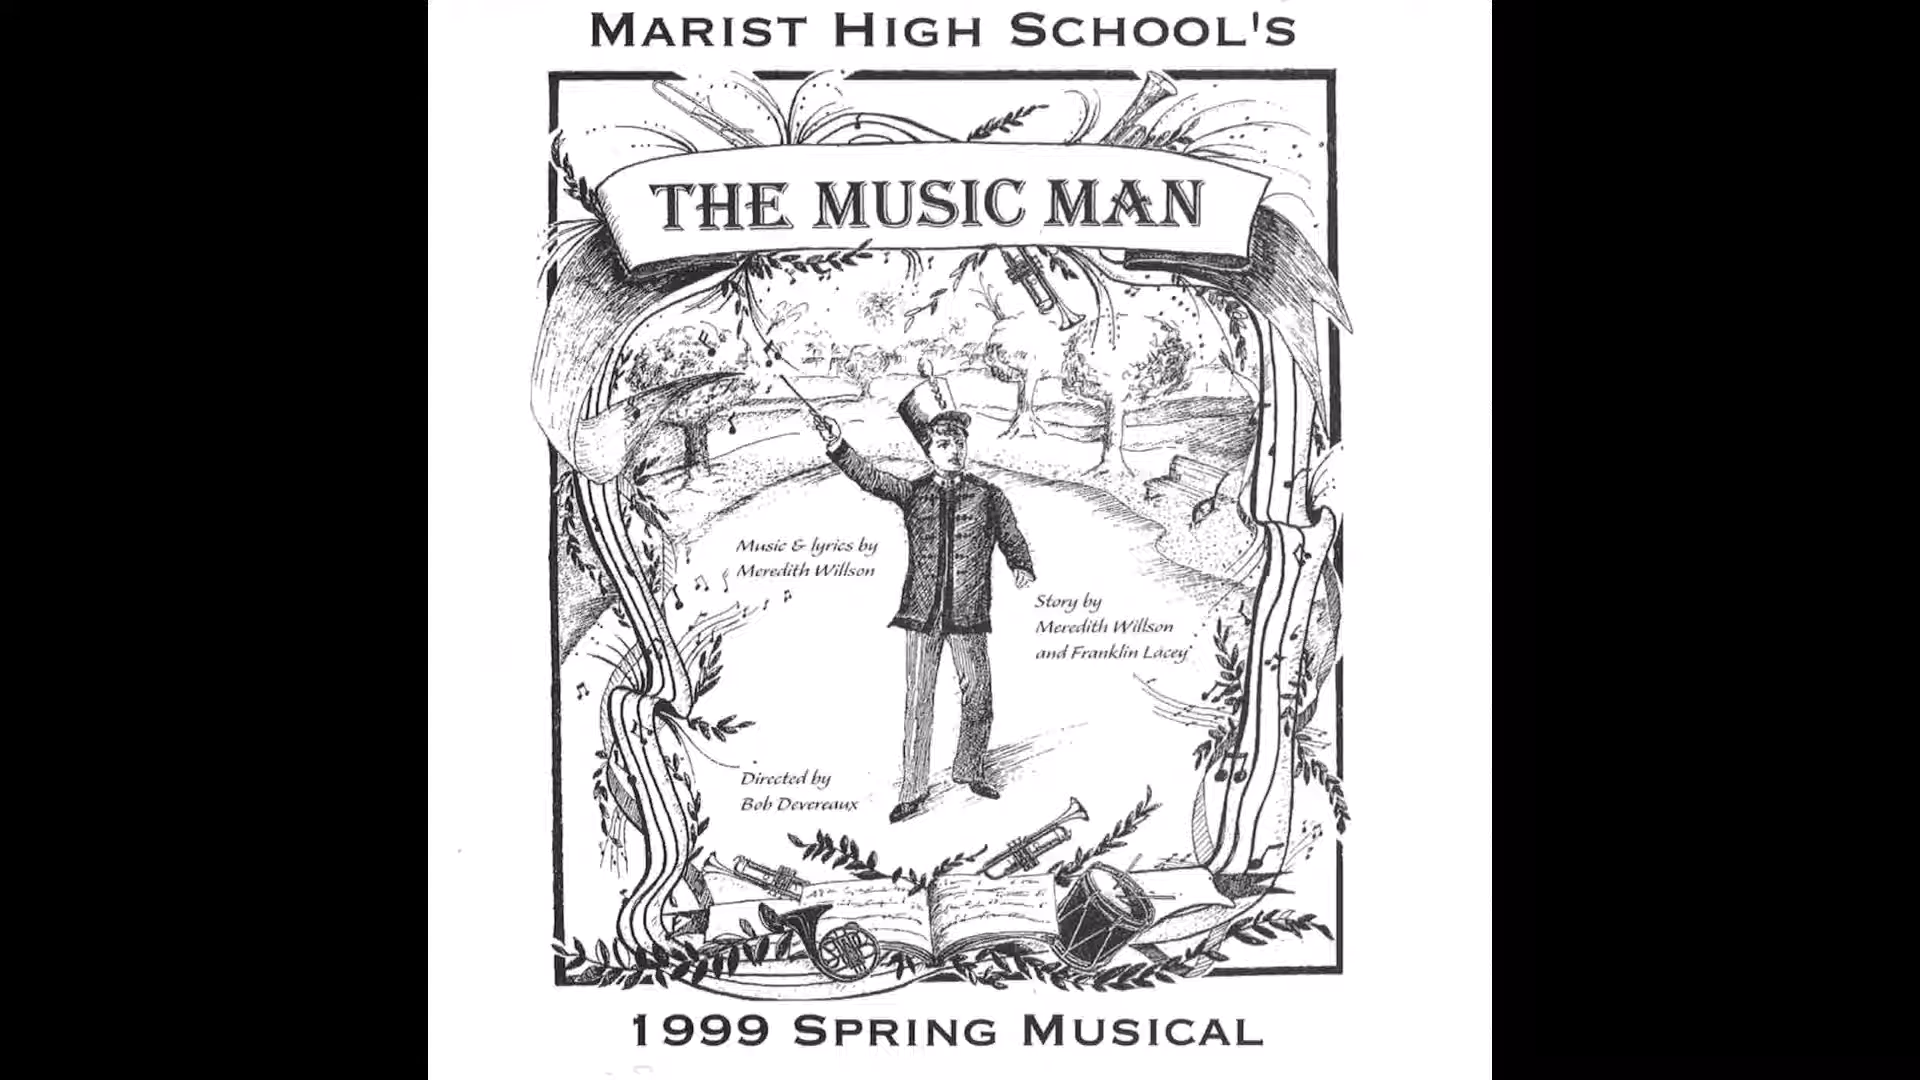 MARIST HIGH SCHOOL'S
THE MUSIC MAN
Music & lyrics by
Meredith Willson
Story by
Meredith Willson
and Franklin Lacey
Directed by
Bob Devereaux
1999 SPRING MUSICAL